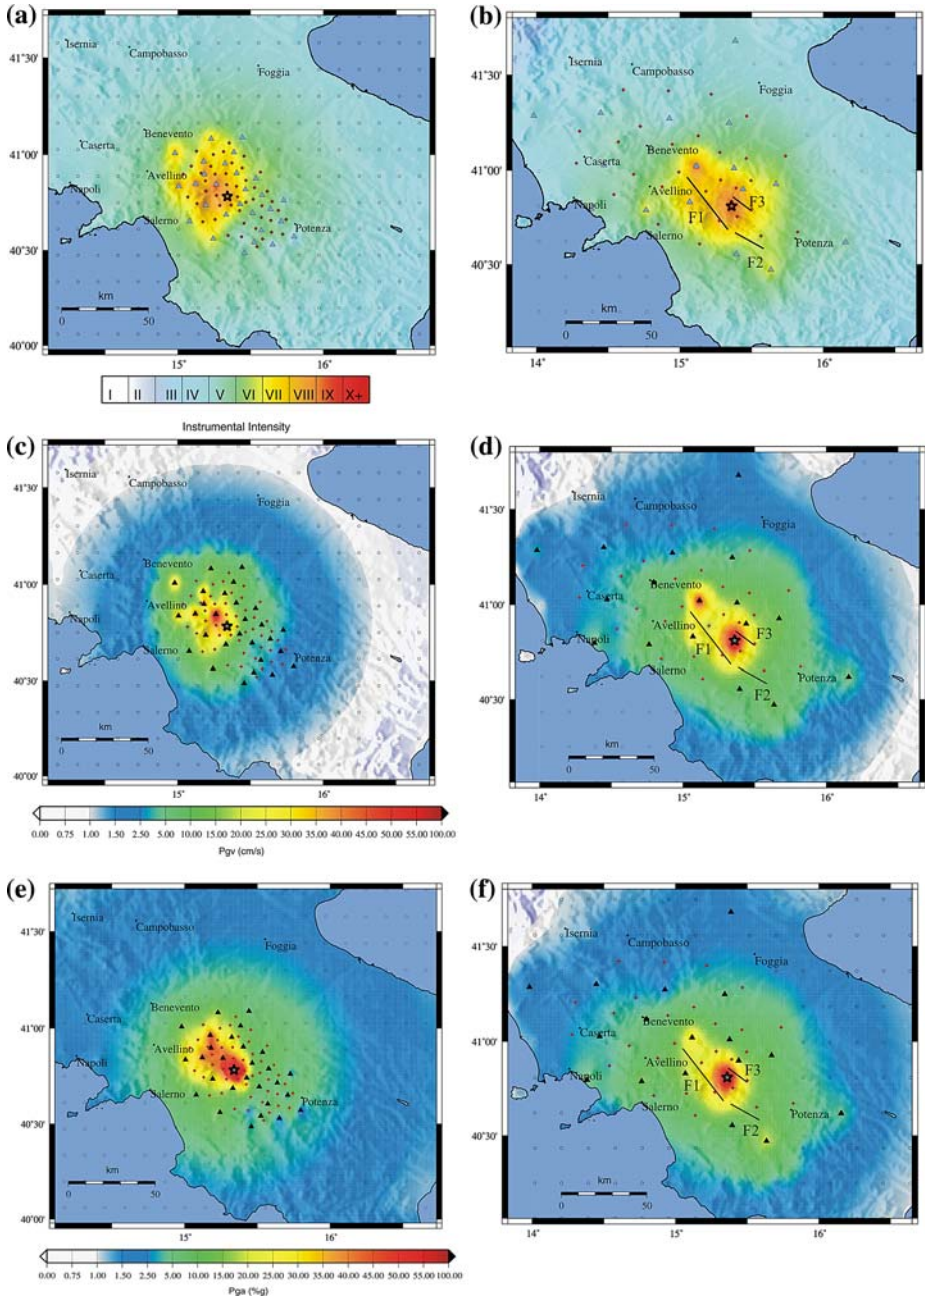 (a)
41°30'
41°00'
40°30'
40°00'
Isernia
Campobasso
Foggia
Benevento
Caserta
Avellino
Napoli
Salerno
Potenza
km
0 50
15° 16°
(b)
41°30'
41°00'
40°30'
Isernia
Campobasso
Foggia
Benevento
Caserta
Avellino
Napoli
Salerno
Potenza
F1
F2
F3
km
0 50
14° 15° 16°
I II III IV V VI VII VIII IX X+
Instrumental Intensity
(c)
41°30'
41°00'
40°30'
40°00'
Isernia
Campobasso
Foggia
Benevento
Caserta
Avellino
Napoli
Salerno
Potenza
km
0 50
15° 16°
(d)
41°30'
41°00'
40°30'
Isernia
Campobasso
Foggia
Benevento
Caserta
Avellino
Napoli
Salerno
Potenza
F1
F2
F3
km
0 50
14° 15° 16°
0.00 0.75 1.00 1.50 2.50 5.00 10.00 15.00 20.00 25.00 30.00 35.00 40.00 50.00 55.00 100.00
Pgv (cm/s)
(e)
41°30'
41°00'
40°30'
40°00'
Isernia
Campobasso
Foggia
Benevento
Caserta
Avellino
Napoli
Salerno
Potenza
km
0 50
15° 16°
(f)
41°30'
41°00'
40°30'
Isernia
Campobasso
Foggia
Benevento
Caserta
Avellino
Napoli
Salerno
Potenza
F1
F2
F3
km
0 50
14° 15° 16°
0.00 1.00 1.50 2.50 5.00 10.00 15.00 20.00 25.00 30.00 40.00 45.00 50.00 100.00
Pga (%g)